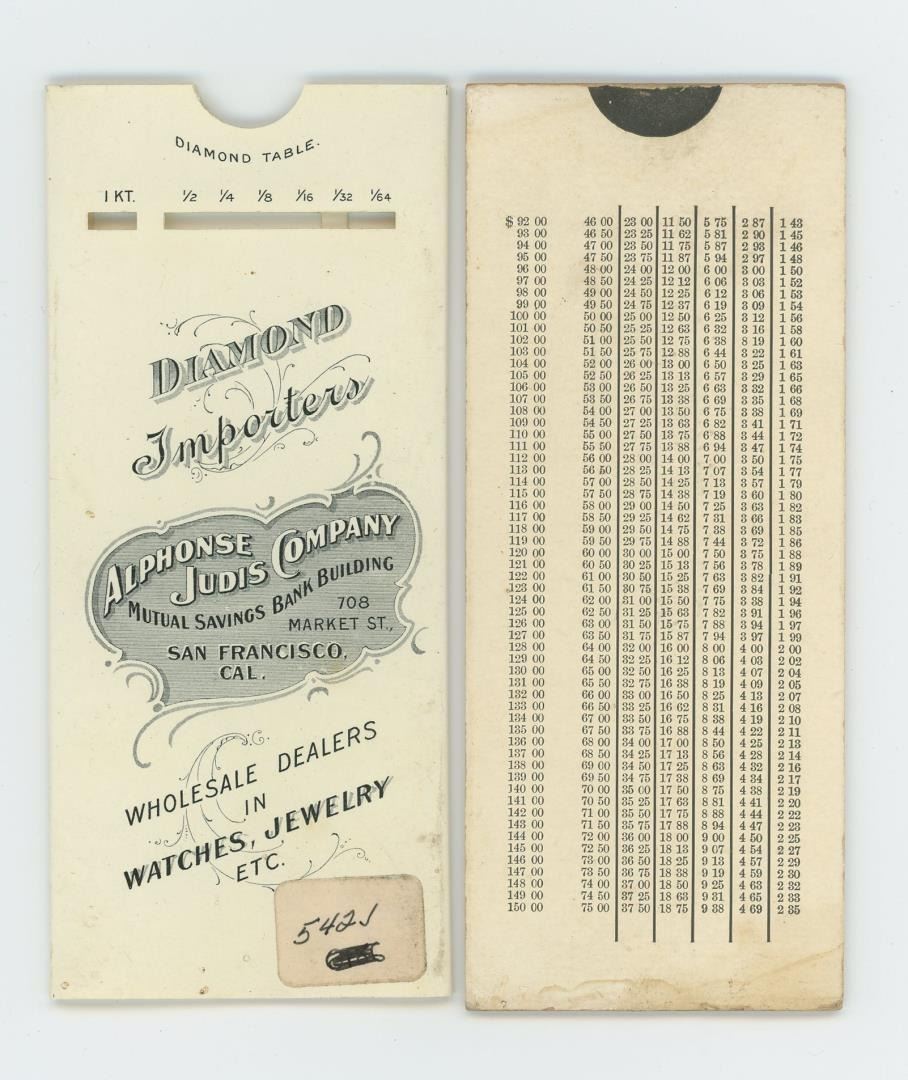 DIAMOND TABLE.
1 KT. 1/2 1/4 1/8 1/16 1/32 1/64
DIAMOND
Importers
ALPHONSE
JUDIS COMPANY
MUTUAL SAVINGS BANK BUILDING
708
MARKET ST.,
SAN FRANCISCO,
CAL.
WHOLESALE DEALERS
IN
WATCHES, JEWELRY
ETC.
542J
$ 92 00 46 00 23 00 11 50 5 75 2 87 1 43
93 00 46 50 23 25 11 62 5 81 2 90 1 45
94 00 47 00 23 50 11 75 5 87 2 93 1 46
95 00 47 50 23 75 11 87 5 94 2 97 1 48
96 00 48 00 24 00 12 00 6 00 3 00 1 50
97 00 48 50 24 25 12 12 6 06 3 03 1 52
98 00 49 00 24 50 12 25 6 12 3 06 1 53
99 00 49 50 24 75 12 37 6 19 3 09 1 54
100 00 50 00 25 00 12 50 6 25 3 12 1 56
101 00 50 50 25 25 12 63 6 32 3 16 1 58
102 00 51 00 25 50 12 75 6 38 8 19 1 60
103 00 51 50 25 75 12 88 6 44 3 22 1 61
104 00 52 00 26 00 13 00 6 50 3 25 1 63
105 00 52 50 26 25 13 13 6 57 3 29 1 65
106 00 53 00 26 50 13 25 6 63 3 32 1 66
107 00 53 50 26 75 13 38 6 69 3 35 1 68
108 00 54 00 27 00 13 50 6 75 3 38 1 69
109 00 54 50 27 25 13 63 6 82 3 41 1 71
110 00 55 00 27 50 13 75 6 88 3 44 1 72
111 00 55 50 27 75 13 88 6 94 3 47 1 74
112 00 56 00 28 00 14 00 7 00 3 50 1 75
113 00 56 50 28 25 14 13 7 07 3 54 1 77
114 00 57 00 28 50 14 25 7 13 3 57 1 79
115 00 57 50 28 75 14 38 7 19 3 60 1 80
116 00 58 00 29 00 14 50 7 25 3 63 1 82
117 00 58 50 29 25 14 62 7 31 3 66 1 83
118 00 59 00 29 50 14 75 7 38 3 69 1 85
119 00 59 50 29 75 14 88 7 44 3 72 1 86
120 00 60 00 30 00 15 00 7 50 3 75 1 88
121 00 60 50 30 25 15 13 7 56 3 78 1 89
122 00 61 00 30 50 15 25 7 63 3 82 1 91
123 00 61 50 30 75 15 38 7 69 3 84 1 92
124 00 62 00 31 00 15 50 7 75 3 38 1 94
125 00 62 50 31 25 15 63 7 82 3 91 1 96
126 00 63 00 31 50 15 75 7 88 3 94 1 97
127 00 63 50 31 75 15 87 7 94 3 97 1 99
128 00 64 00 32 00 16 00 8 00 4 00 2 00
129 00 64 50 32 25 16 12 8 06 4 03 2 02
130 00 65 00 32 50 16 25 8 13 4 07 2 04
131 00 65 50 32 75 16 38 8 19 4 09 2 05
132 00 66 00 33 00 16 50 8 25 4 13 2 07
133 00 66 50 33 25 16 62 8 31 4 16 2 08
134 00 67 00 33 50 16 75 8 38 4 19 2 10
135 00 67 50 33 75 16 88 8 44 4 22 2 11
136 00 68 00 34 00 17 00 8 50 4 25 2 13
137 00 68 50 34 25 17 13 8 56 4 28 2 14
138 00 69 00 34 50 17 25 8 63 4 32 2 16
139 00 69 50 34 75 17 38 8 69 4 34 2 17
140 00 70 00 35 00 17 50 8 75 4 38 2 19
141 00 70 50 35 25 17 63 8 81 4 41 2 20
142 00 71 00 35 50 17 75 8 88 4 44 2 22
143 00 71 50 35 75 17 88 8 94 4 47 2 23
144 00 72 00 36 00 18 00 9 00 4 50 2 25
145 00 72 50 36 25 18 13 9 07 4 54 2 27
146 00 73 00 36 50 18 25 9 13 4 57 2 29
147 00 73 50 36 75 18 38 9 19 4 59 2 30
148 00 74 00 37 00 18 50 9 25 4 63 2 32
149 00 74 50 37 25 18 63 9 31 4 65 2 33
150 00 75 00 37 50 18 75 9 38 4 69 2 35